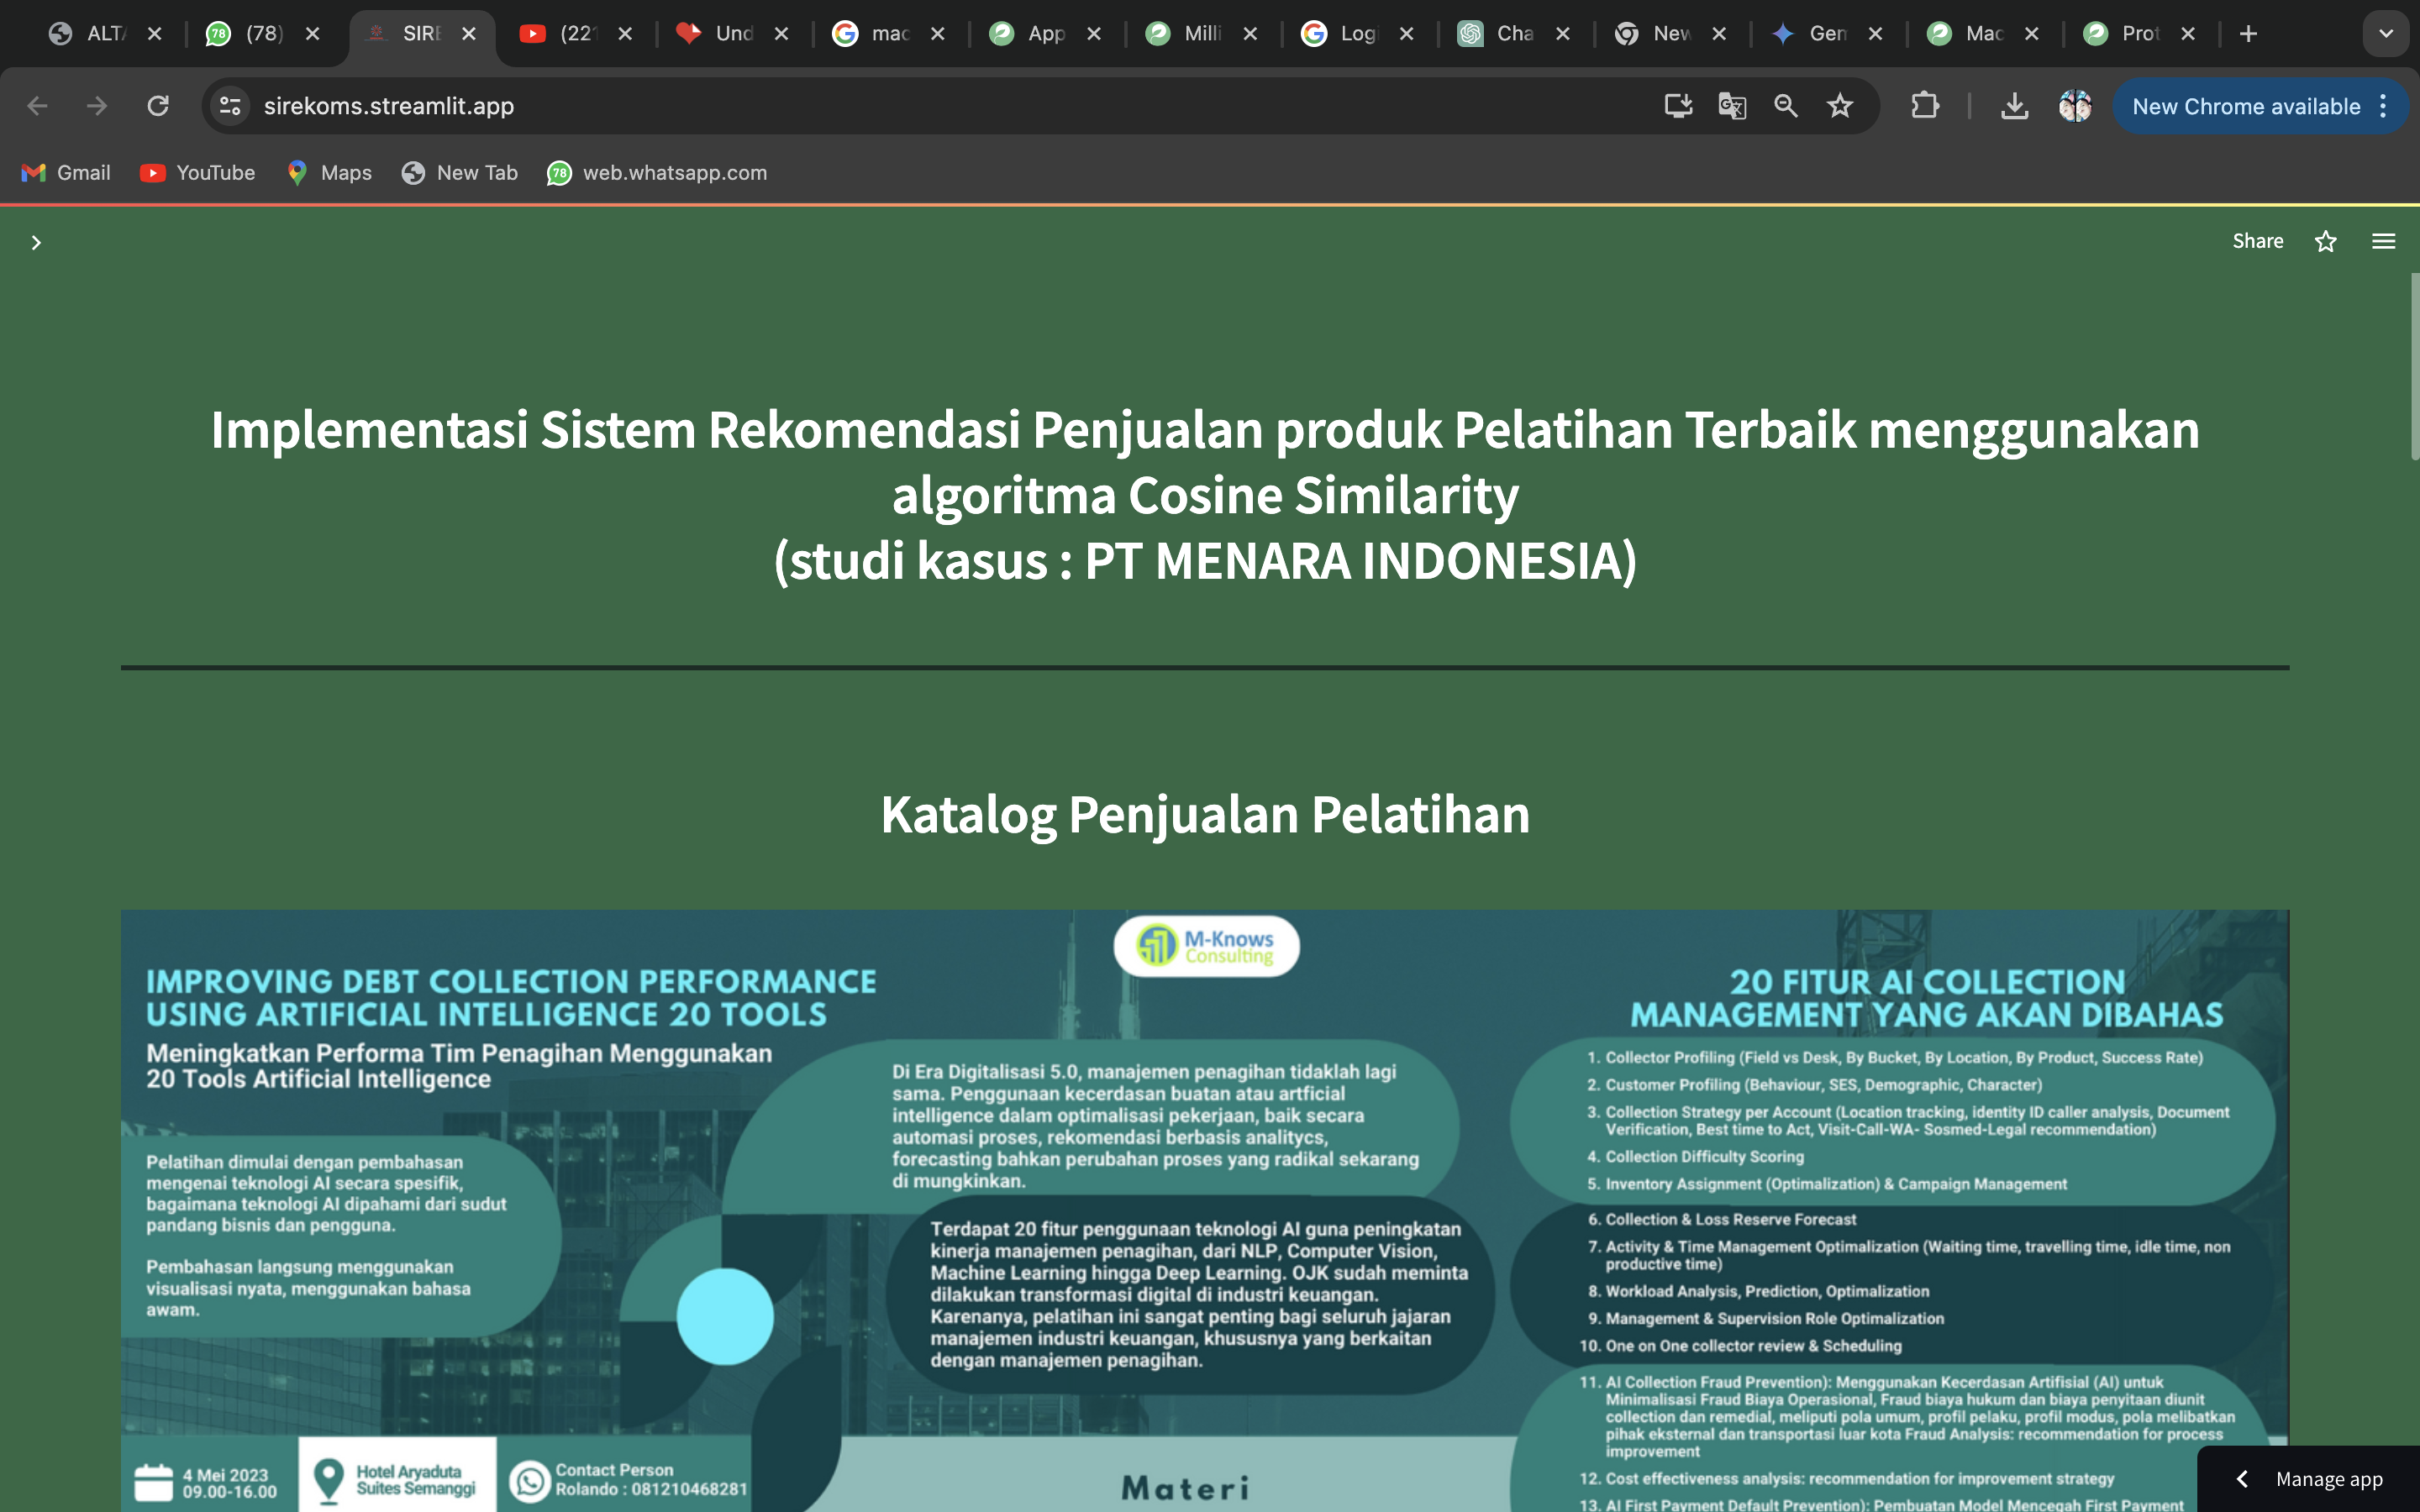 ALTA
(78)
SIRE
(221
Und
mac
App
Milli
Logi
Cha
New
Gem
Mac
Prot
sirekoms.streamlit.app
New Chrome available
Gmail
YouTube
Maps
New Tab
78
web.whatsapp.com
Share
Implementasi Sistem Rekomendasi Penjualan produk Pelatihan Terbaik menggunakan
algoritma Cosine Similarity
(studi kasus : PT MENARA INDONESIA)
Katalog Penjualan Pelatihan
M-Knows
Consulting
IMPROVING DEBT COLLECTION PERFORMANCE
USING ARTIFICIAL INTELLIGENCE 20 TOOLS
Meningkatkan Performa Tim Penagihan Menggunakan
20 Tools Artificial Intelligence
Pelatihan dimulai dengan pembahasan
mengenai teknologi AI secara spesifik,
bagaimana teknologi AI dipahami dari sudut
pandang bisnis dan pengguna.
Pembahasan langsung menggunakan
visualisasi nyata, menggunakan bahasa
awam.
4 Mei 2023
09.00-16.00
Hotel Aryaduta
Suites Semanggi
Contact Person
Rolando : 081210468281
Di Era Digitalisasi 5.0, manajemen penagihan tidaklah lagi
sama. Penggunaan kecerdasan buatan atau artficial
intelligence dalam optimalisasi pekerjaan, baik secara
automasi proses, rekomendasi berbasis analitycs,
forecasting bahkan perubahan proses yang radikal sekarang
di mungkinkan.
Terdapat 20 fitur penggunaan teknologi AI guna peningkatan
kinerja manajemen penagihan, dari NLP, Computer Vision,
Machine Learning hingga Deep Learning. OJK sudah meminta
dilakukan transformasi digital di industri keuangan.
Karenanya, pelatihan ini sangat penting bagi seluruh jajaran
manajemen industri keuangan, khususnya yang berkaitan
dengan manajemen penagihan.
Materi
20 FITUR AI COLLECTION
MANAGEMENT YANG AKAN DIBAHAS
1. Collector Profiling (Field vs Desk, By Bucket, By Location, By Product, Success Rate)
2. Customer Profiling (Behaviour, SES, Demographic, Character)
3. Collection Strategy per Account (Location tracking, identity ID caller analysis, Document
Verification, Best time to Act, Visit-Call-WA- Sosmed-Legal recommendation)
4. Collection Difficulty Scoring
5. Inventory Assignment (Optimalization) & Campaign Management
6. Collection & Loss Reserve Forecast
7. Activity & Time Management Optimalization (Waiting time, travelling time, idle time, non
productive time)
8. Workload Analysis, Prediction, Optimalization
9. Management & Supervision Role Optimalization
10. One on One collector review & Scheduling
11. AI Collection Fraud Prevention): Menggunakan Kecerdasan Artifisial (AI) untuk
Minimalisasi Fraud Biaya Operasional, Fraud biaya hukum dan biaya penyitaan diunit
collection dan remedial, meliputi pola umum, profil pelaku, profil modus, pola melibatkan
pihak eksternal dan transportasi luar kota Fraud Analysis: recommendation for process
improvement
12. Cost effectiveness analysis: recommendation for improvement strategy
13. AI First Payment Default Prevention): Pembuatan Model Mencegah First Payment
Manage app